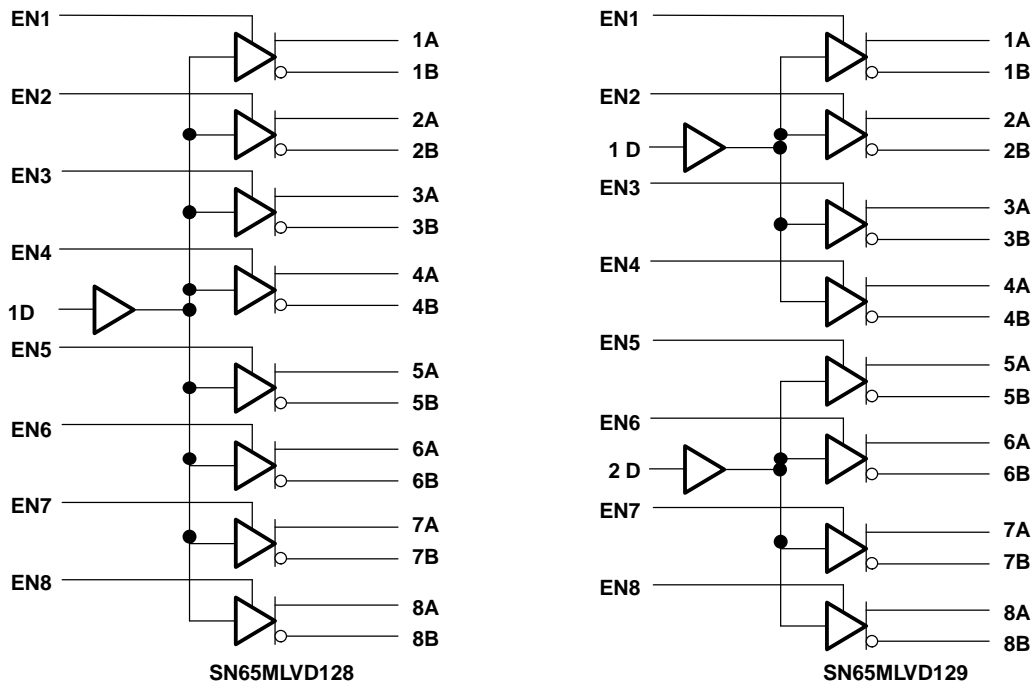 EN1
1A
1B
EN2
2A
2B
EN3
3A
3B
EN4
4A
4B
1D
EN5
5A
5B
EN6
6A
6B
EN7
7A
7B
EN8
8A
8B
SN65MLVD128
EN1
1A
1B
EN2
2A
1 D
2B
EN3
3A
3B
EN4
4A
4B
EN5
5A
5B
EN6
6A
2 D
6B
EN7
7A
7B
EN8
8A
8B
SN65MLVD129